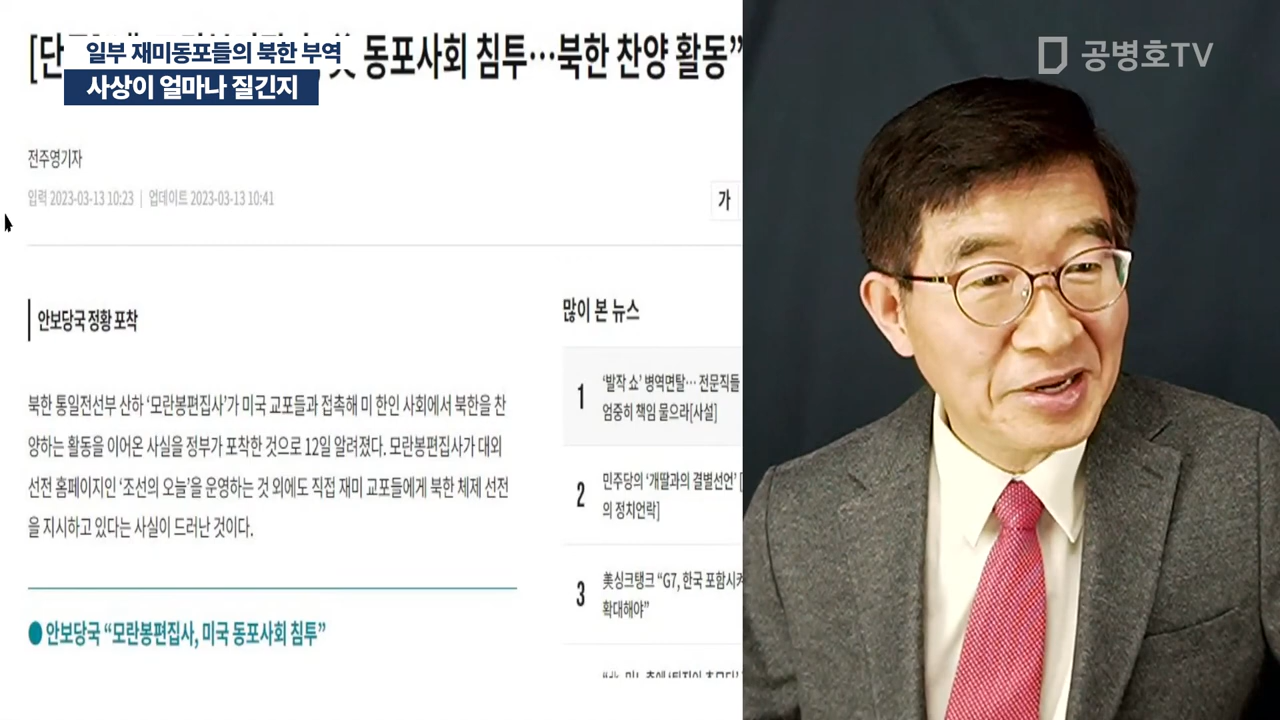 일부 재미동포들의 북한 부역
사상이 얼마나 질긴지
[단 동포사회 침투…북한 찬양 활동”
공병호TV
전주영기자
입력 2023-03-13 10:23 | 업데이트 2023-03-13 10:41
가
안보당국 정황 포착
북한 통일전선부 산하 ‘모란봉편집사’가 미국 교포들과 접촉해 미 한인 사회에서 북한을 찬
양하는 활동을 이어온 사실을 정부가 포착한 것으로 12일 알려졌다. 모란봉편집사가 대외
선전 홈페이지인 ‘조선의 오늘’을 운영하는 것 외에도 직접 재미 교포들에게 북한 체제 선전
을 지시하고 있다는 사실이 드러난 것이다.
● 안보당국 “모란봉편집사, 미국 동포사회 침투”
많이 본 뉴스
1 ‘발작 쇼’ 병역면탈… 전문직들
엄중히 책임 물으라[사설]
2 민주당의 ‘개딸과의 결별선언’ [
의 정치언락]
3 美싱크탱크 “G7, 한국 포함시켜
확대해야”